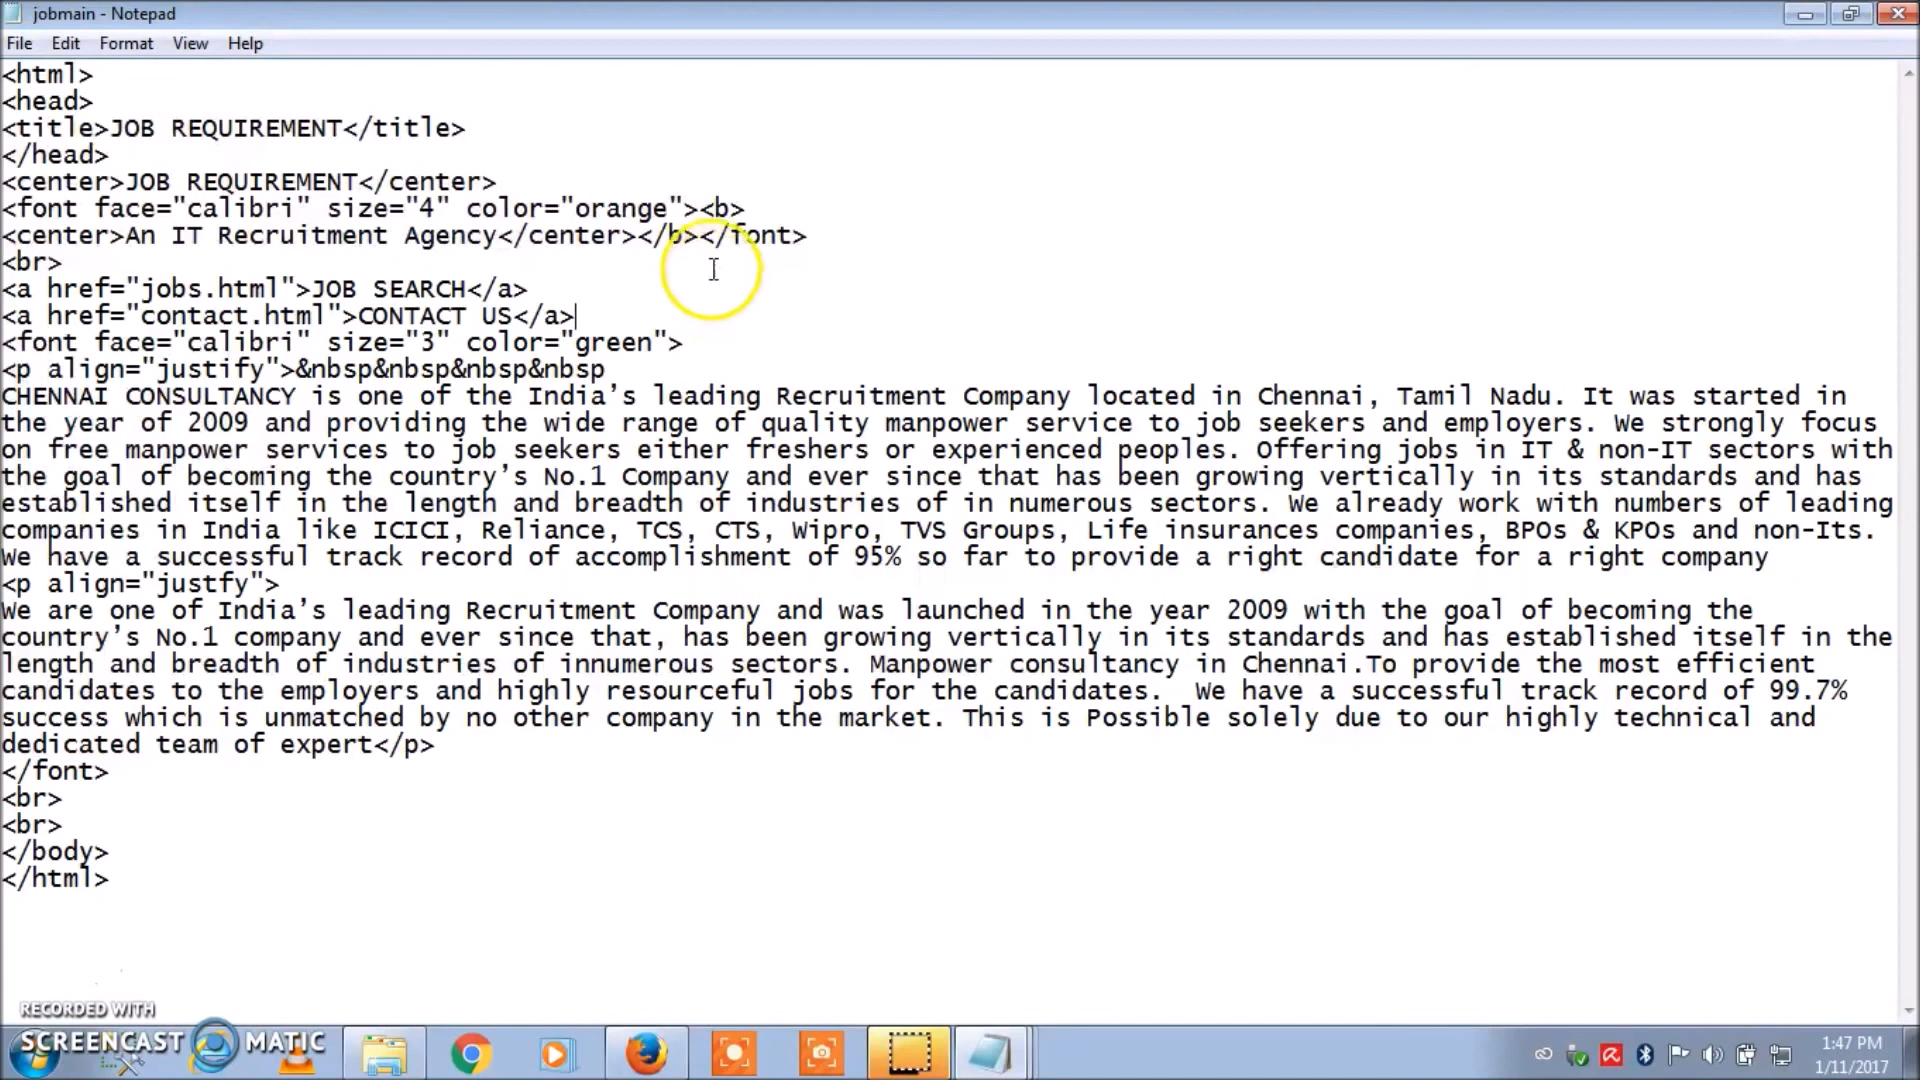 jobmain - Notepad
File Edit Format View Help
<html>
<head>
<title>JOB REQUIREMENT</title>
</head>
<center>JOB REQUIREMENT</center>
<font face="calibri" size="4" color="orange"><b>
<center>An IT Recruitment Agency</center></b></font>
<br>
<a href="jobs.html">JOB SEARCH</a>
<a href="contact.html">CONTACT US</a>
<font face="calibri" size="3" color="green">
<p align="justify">&nbsp&nbsp&nbsp&nbsp
CHENNAI CONSULTANCY is one of the India’s leading Recruitment Company located in Chennai, Tamil Nadu. It was started in
the year of 2009 and providing the wide range of quality manpower service to job seekers and employers. We strongly focus
on free manpower services to job seekers either freshers or experienced peoples. Offering jobs in IT & non-IT sectors with
the goal of becoming the country’s No.1 Company and ever since that has been growing vertically in its standards and has
established itself in the length and breadth of industries of in numerous sectors. We already work with numbers of leading
companies in India like ICICI, Reliance, TCS, CTS, Wipro, TVS Groups, Life insurances companies, BPOs & KPOs and non-Its.
We have a successful track record of accomplishment of 95% so far to provide a right candidate for a right company
<p align="justfy">
We are one of India’s leading Recruitment Company and was launched in the year 2009 with the goal of becoming the
country’s No.1 company and ever since that, has been growing vertically in its standards and has established itself in the
length and breadth of industries of innumerous sectors. Manpower consultancy in Chennai.To provide the most efficient
candidates to the employers and highly resourceful jobs for the candidates.  We have a successful track record of 99.7%
success which is unmatched by no other company in the market. This is Possible solely due to our highly technical and
dedicated team of expert</p>
</font>
<br>
<br>
</body>
</html>
RECORDED WITH
SCREENCAST MATIC
1:47 PM
1/11/2017